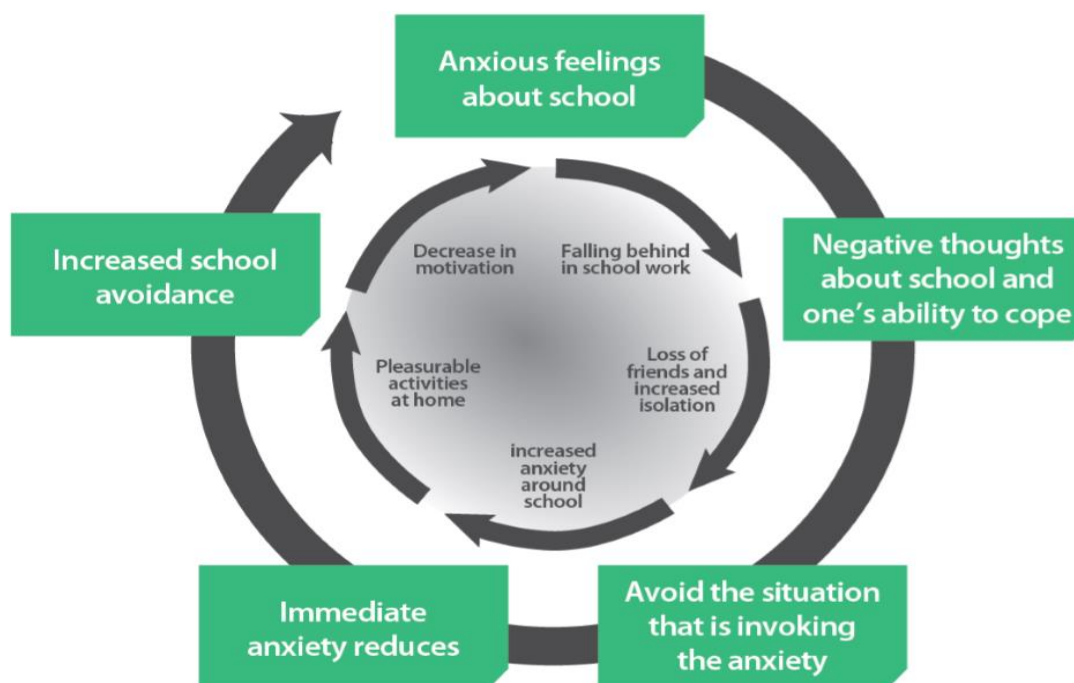 Anxious feelings
about school
Negative thoughts
about school and
one's ability to cope
Avoid the situation
that is invoking
the anxiety
Immediate
anxiety reduces
Increased school
avoidance
Falling behind
in school work
Loss of
friends and
increased
isolation
increased
anxiety
around
school
Pleasurable
activities
at home
Decrease in
motivation